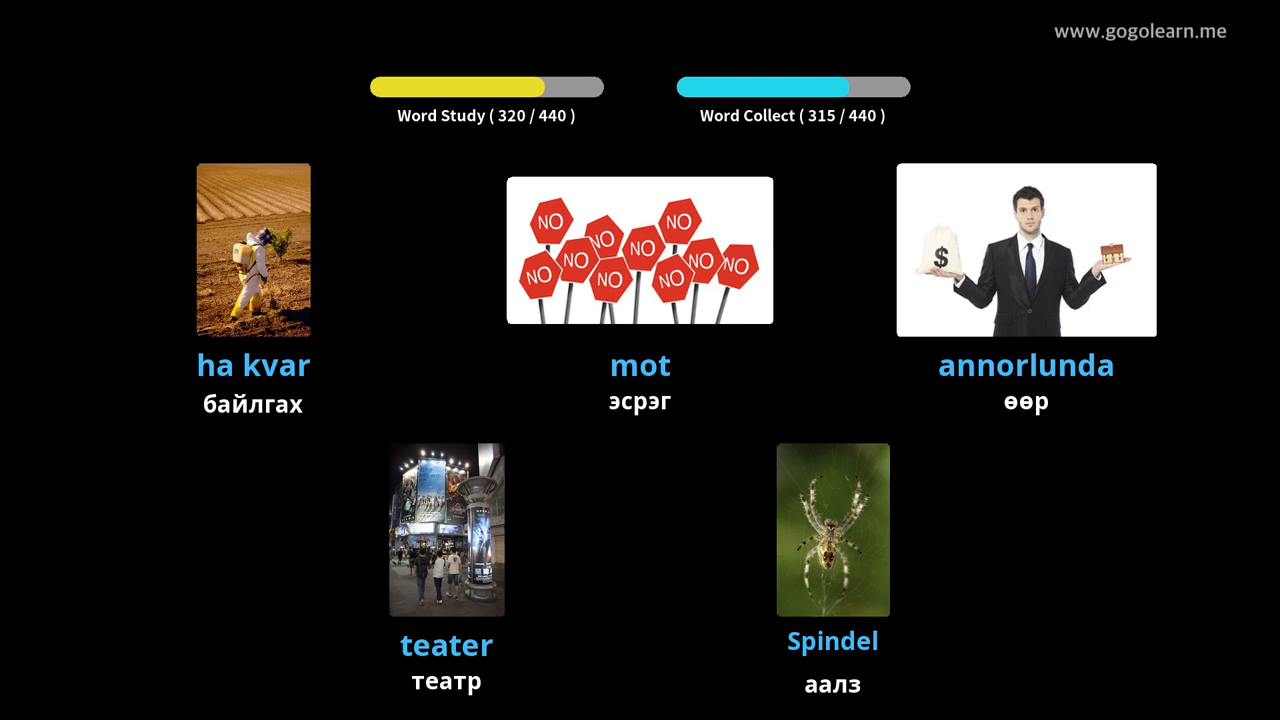 www.gogolearn.me
Word Study ( 320 / 440 )
Word Collect ( 315 / 440 )
NO
NO
NO
NO
NO
NO
NO
NO
NO
NO
$
ha kvar
байлгах
mot
эсрэг
annorlunda
өөр
teater
театр
Spindel
аалз